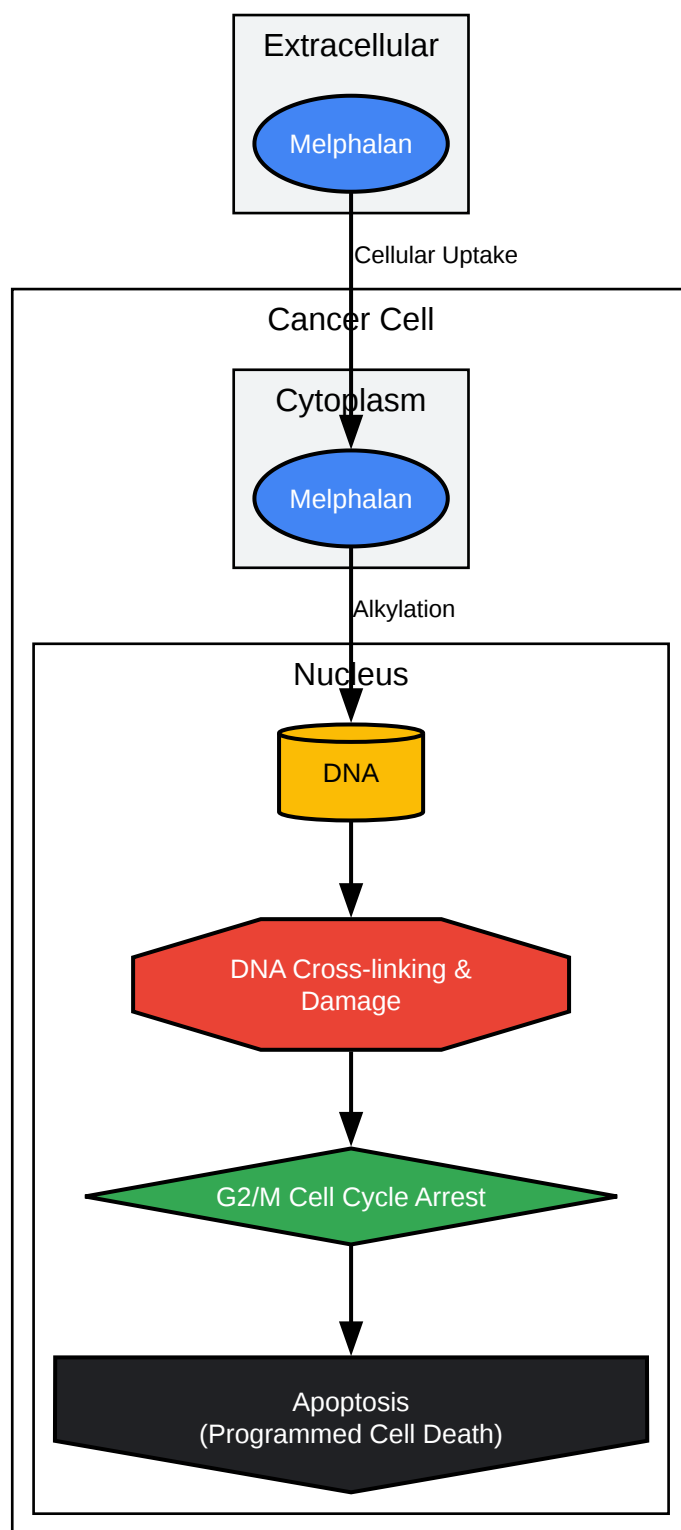 Extracellular
Melphalan
Cellular Uptake
Cancer Cell
Cytoplasm
Melphalan
Alkylation
Nucleus
DNA
DNA Cross-linking &
Damage
G2/M Cell Cycle Arrest
Apoptosis
(Programmed Cell Death)